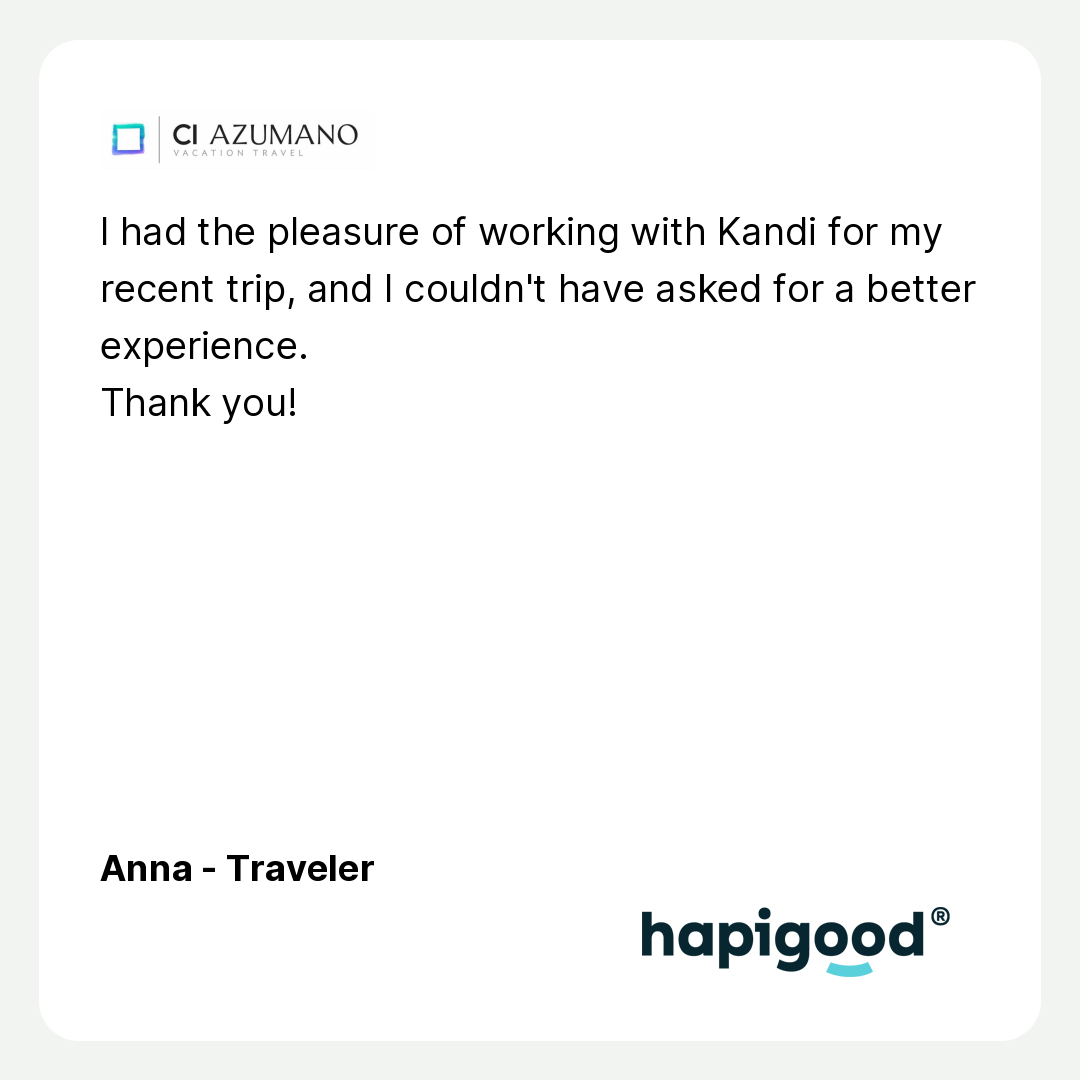 CI AZUMANO
VACATION TRAVEL
I had the pleasure of working with Kandi for my
recent trip, and I couldn't have asked for a better
experience.
Thank you!
Anna - Traveler
hapigood®